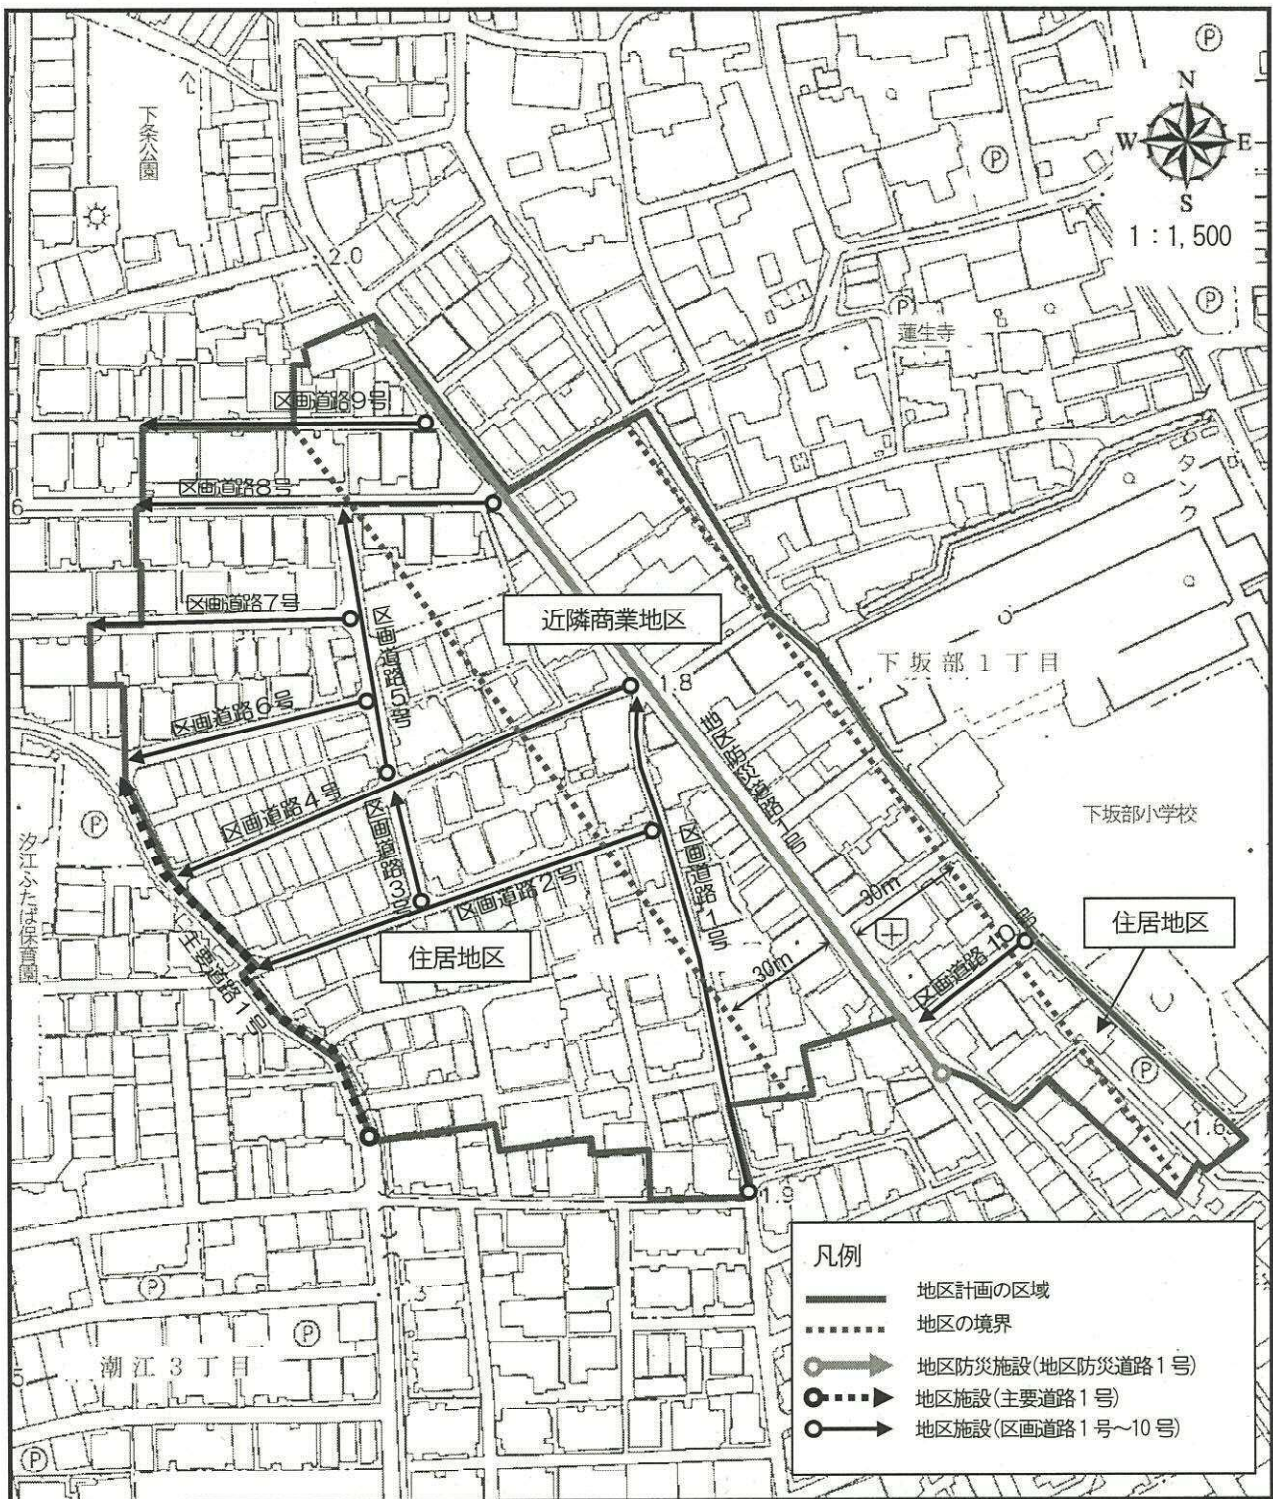 下条公園
N
W
E
S
1：1,500
2.0
蓮生寺
タンク
区画道路9号
区画道路8号
6
区画道路7号
区画道路5号
近隣商業地区
1.8
下坂部1丁目
区画道路6号
地区防災道路1号
区画道路4号
区画道路3号
下坂部小学校
汐江ふたば保育園
区画道路1号
区画道路2号
主要道路1号
30m
30m
住居地区
区画道路10号
住居地区
1.6
1.9
凡例
地区計画の区域
地区の境界
地区防災施設(地区防災道路1号)
地区施設(主要道路1号)
地区施設(区画道路1号～10号)
潮江3丁目
5
P
P
P
P
P
P
P
P
P